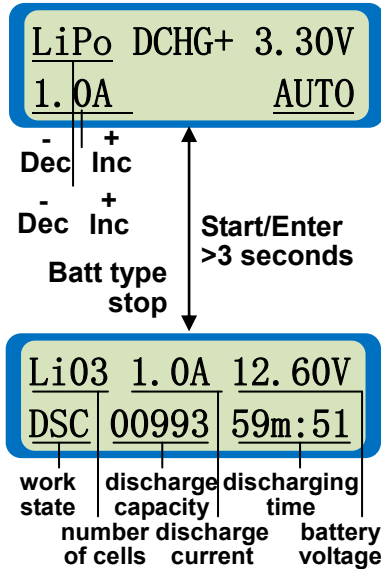 LiPo DCHG+ 3.30V
1.0A AUTO
- +
Dec Inc
- +
Dec Inc
Start/Enter
>3 seconds
Batt type
stop
Li03 1.0A 12.60V
DSC 00993 59m:51
work state
discharge capacity
discharging time
number of cells
discharge current
battery voltage